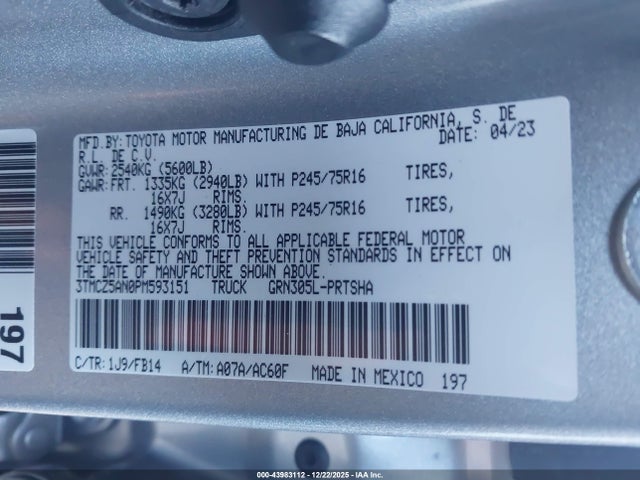 MFD.BY:TOYOTA MOTOR MANUFACTURING DE BAJA CALIFORNIA, S. DE
R.L. DE C.V. DATE: 04/23
GVWR:2540KG (5600LB)
GAWR:FRT. 1335KG (2940LB) WITH P245/75R16 TIRES,
16X7J RIMS.
RR. 1490KG (3280LB) WITH P245/75R16 TIRES,
16X7J RIMS.
THIS VEHICLE CONFORMS TO ALL APPLICABLE FEDERAL MOTOR
VEHICLE SAFETY AND THEFT PREVENTION STANDARDS IN EFFECT ON
THE DATE OF MANUFACTURE SHOWN ABOVE.
3TMCZ5AN0PM593151 TRUCK GRN305L-PRTSHA
C/TR:1J9/FB14 A/TM:A07A/AC60F MADE IN MEXICO 197
197
000-43983112 - 12/22/2025 - IAAI Inc.